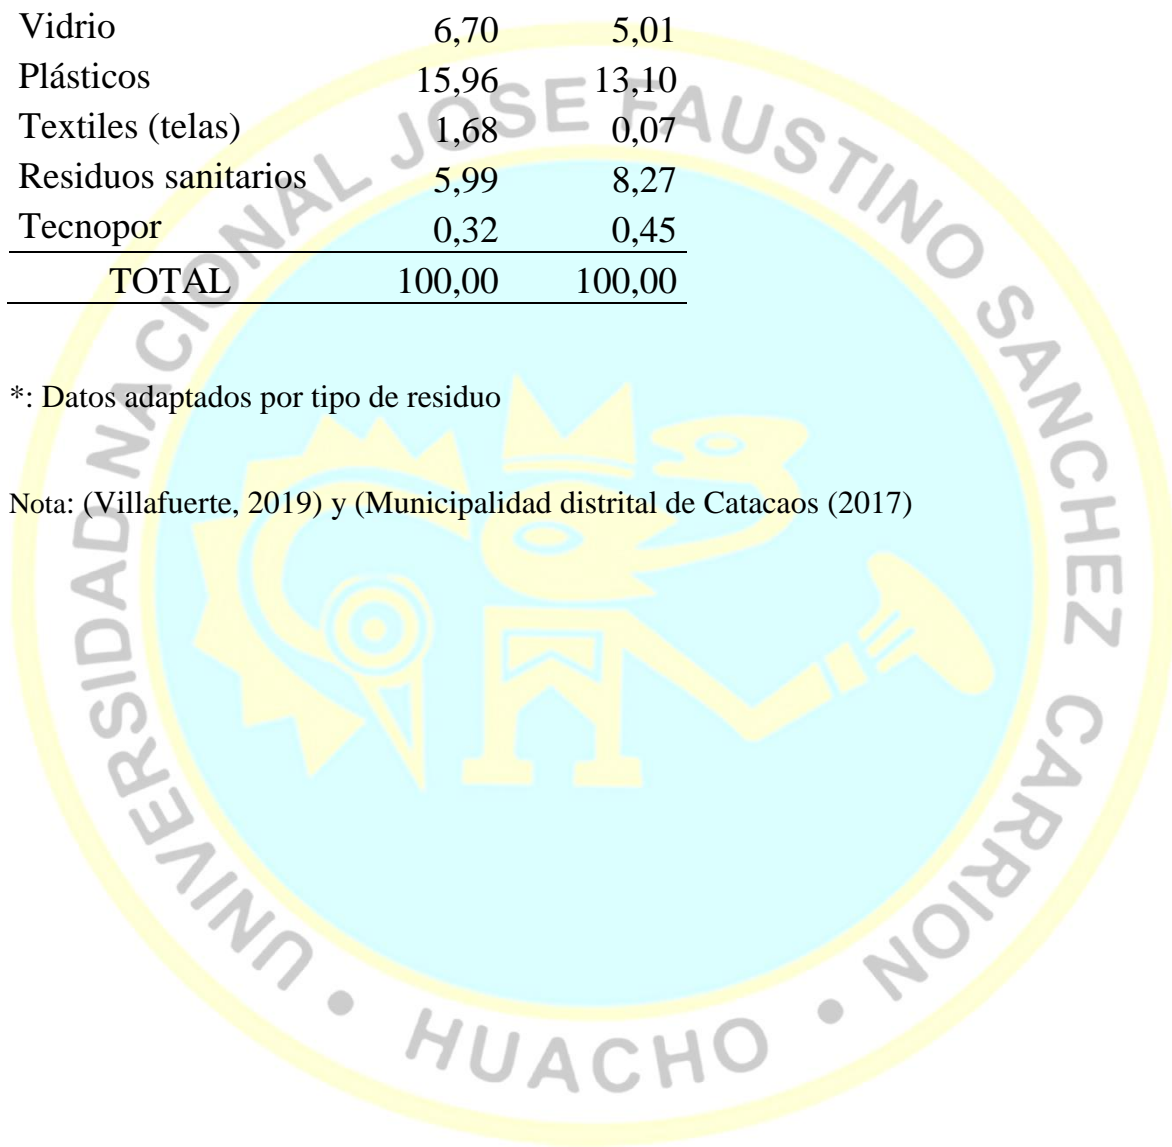 Vidrio 6,70 5,01
Plásticos 15,96 13,10
Textiles (telas) 1,68 0,07
Residuos sanitarios 5,99 8,27
Tecnopor 0,32 0,45
TOTAL 100,00 100,00
*: Datos adaptados por tipo de residuo
Nota: (Villafuerte, 2019) y (Municipalidad distrital de Catacaos (2017)
UNIVERSIDAD NACIONAL JOSE FAUSTINO SANCHEZ CARRION
• HUACHO •